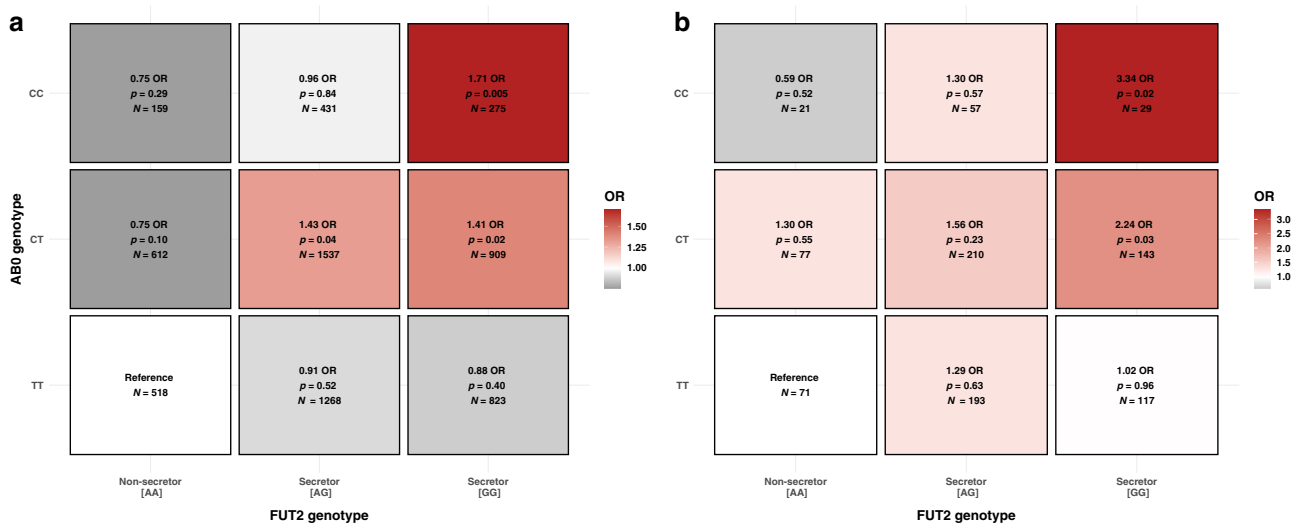 a
AB0 genotype
CC
0.75 OR
p = 0.29
N = 159
0.96 OR
p = 0.84
N = 431
1.71 OR
p = 0.005
N = 275
CT
0.75 OR
p = 0.10
N = 612
1.43 OR
p = 0.04
N = 1537
1.41 OR
p = 0.02
N = 909
TT
Reference
N = 518
0.91 OR
p = 0.52
N = 1268
0.88 OR
p = 0.40
N = 823
Non-secretor
[AA]
Secretor
[AG]
Secretor
[GG]
FUT2 genotype
OR
1.50
1.25
1.00
b
CC
0.59 OR
p = 0.52
N = 21
1.30 OR
p = 0.57
N = 57
3.34 OR
p = 0.02
N = 29
CT
1.30 OR
p = 0.55
N = 77
1.56 OR
p = 0.23
N = 210
2.24 OR
p = 0.03
N = 143
TT
Reference
N = 71
1.29 OR
p = 0.63
N = 193
1.02 OR
p = 0.96
N = 117
Non-secretor
[AA]
Secretor
[AG]
Secretor
[GG]
FUT2 genotype
OR
3.0
2.5
2.0
1.5
1.0